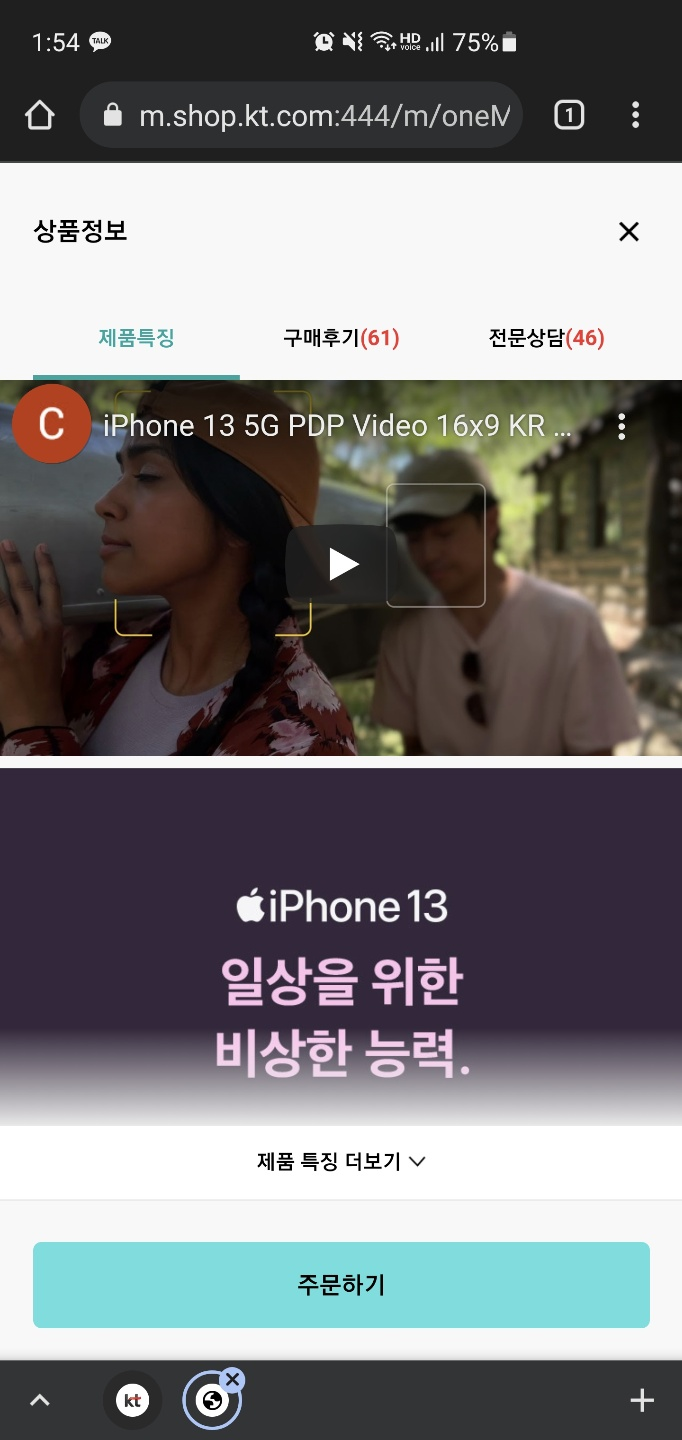 1:54 TALK HD voice 75%
m.shop.kt.com:444/m/oneM
1
상품정보
제품특징 구매후기(61) 전문상담(46)
C iPhone 13 5G PDP Video 16x9 KR ...
iPhone 13
일상을 위한
비상한 능력.
제품 특징 더보기
주문하기
kt